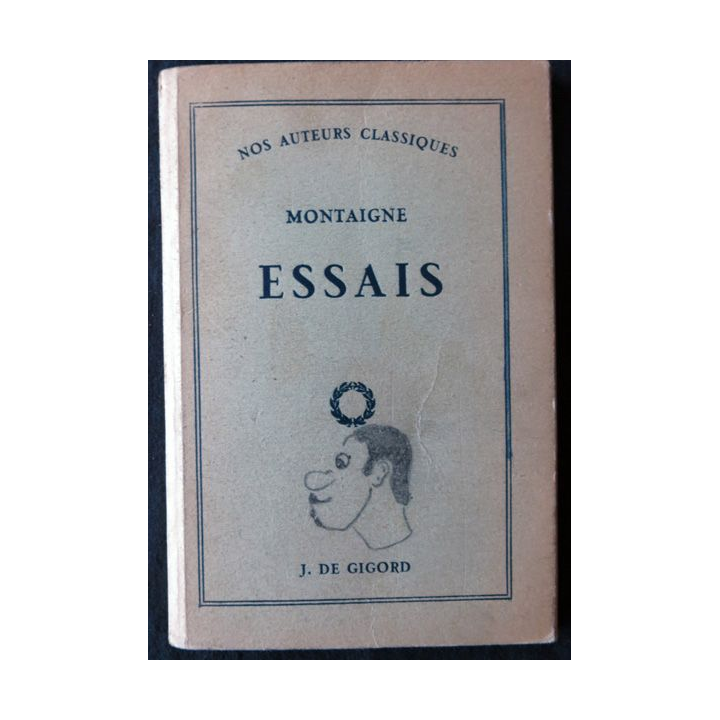 NOS AUTEURS CLASSIQUES
MONTAIGNE
ESSAIS
J. DE GIGORD